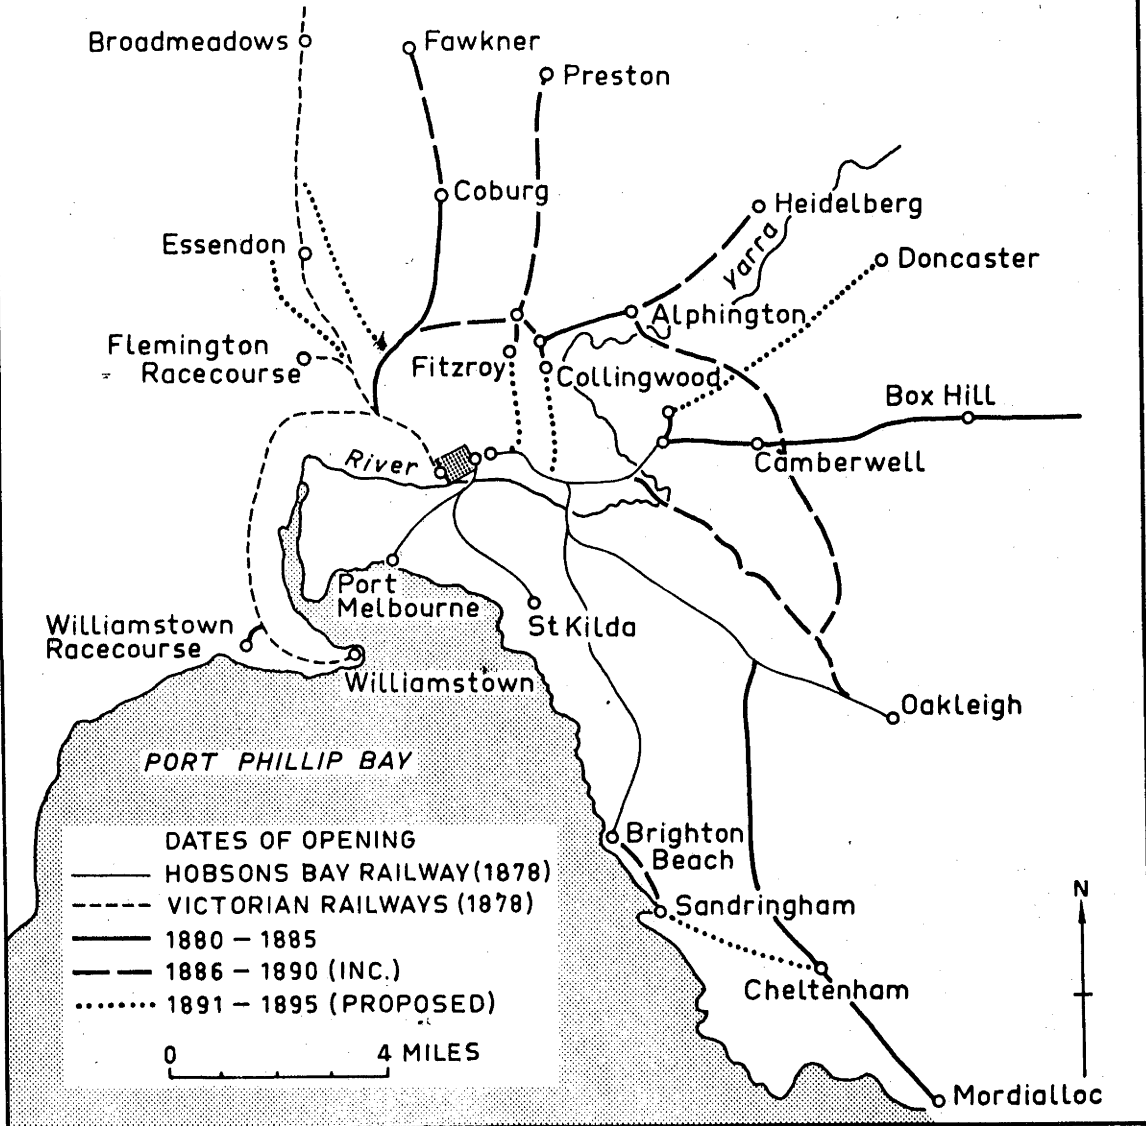 Broadmeadows
Fawkner
Preston
Coburg
Heidelberg
Yarra
Essendon
Doncaster
Alphington
Flemington
Racecourse
Fitzroy
Collingwood
Box Hill
River
Camberwell
Port
Melbourne
St Kilda
Williamstown
Racecourse
Williamstown
Oakleigh
PORT PHILLIP BAY
Brighton
Beach
Sandringham
Cheltenham
Mordialloc
N
DATES OF OPENING
HOBSONS BAY RAILWAY (1878)
VICTORIAN RAILWAYS (1878)
1880 – 1885
1886 – 1890 (INC.)
1891 – 1895 (PROPOSED)
0 4 MILES